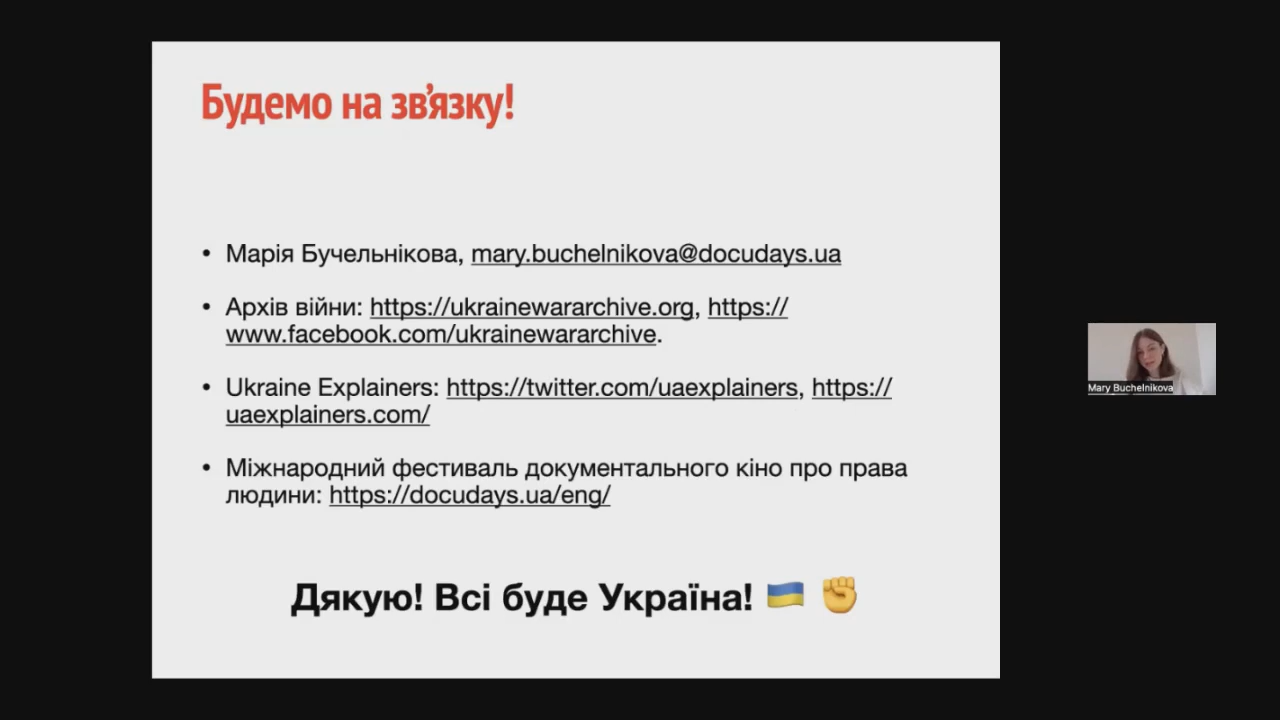 Будемо на зв'язку!
• Марія Бучельнікова, mary.buchelnikova@docudays.ua
• Архів війни: https://ukrainewararchive.org, https://
www.facebook.com/ukrainewararchive.
• Ukraine Explainers: https://twitter.com/uaexplainers, https://
uaexplainers.com/
• Міжнародний фестиваль документального кіно про права
людини: https://docudays.ua/eng/
Дякую! Всі буде Україна! 🇺🇦 ✊
Mary Buchelnikova